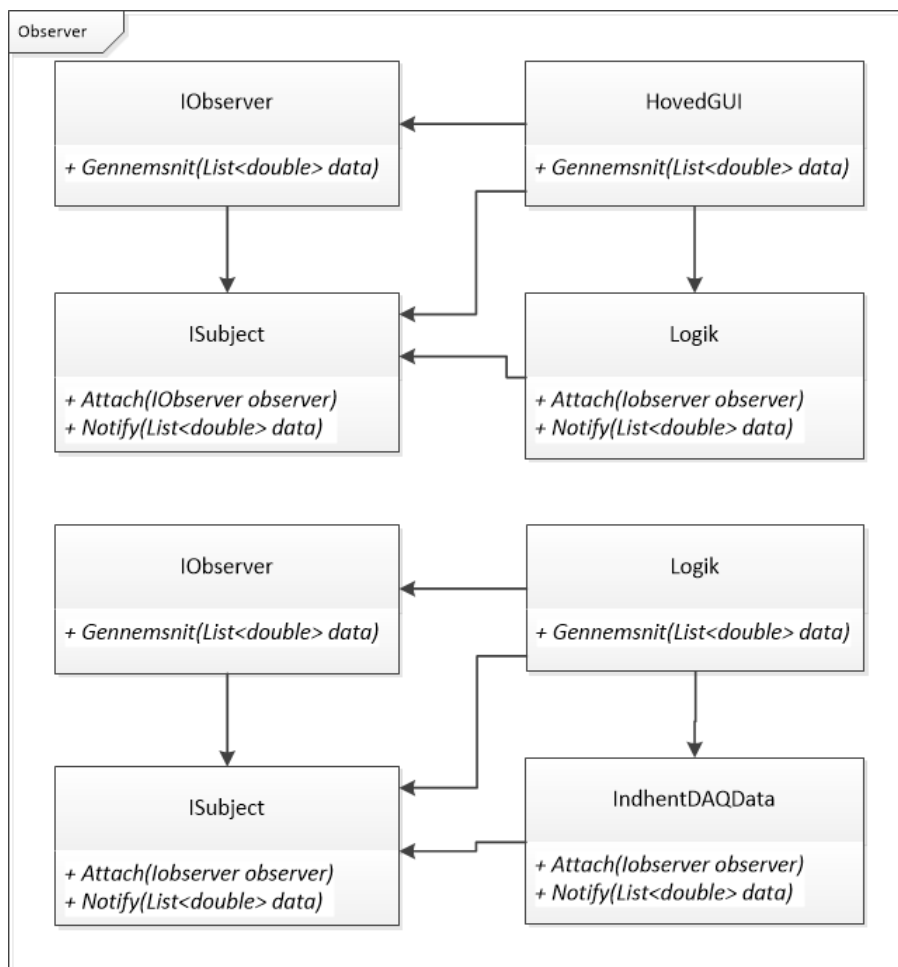 Observer
IObserver
+ Gennemsnit(List<double> data)
HovedGUI
+ Gennemsnit(List<double> data)
ISubject
+ Attach(IObserver observer)
+ Notify(List<double> data)
Logik
+ Attach(Iobserver observer)
+ Notify(List<double> data)
IObserver
+ Gennemsnit(List<double> data)
Logik
+ Gennemsnit(List<double> data)
ISubject
+ Attach(Iobserver observer)
+ Notify(List<double> data)
IndhentDAQData
+ Attach(Iobserver observer)
+ Notify(List<double> data)